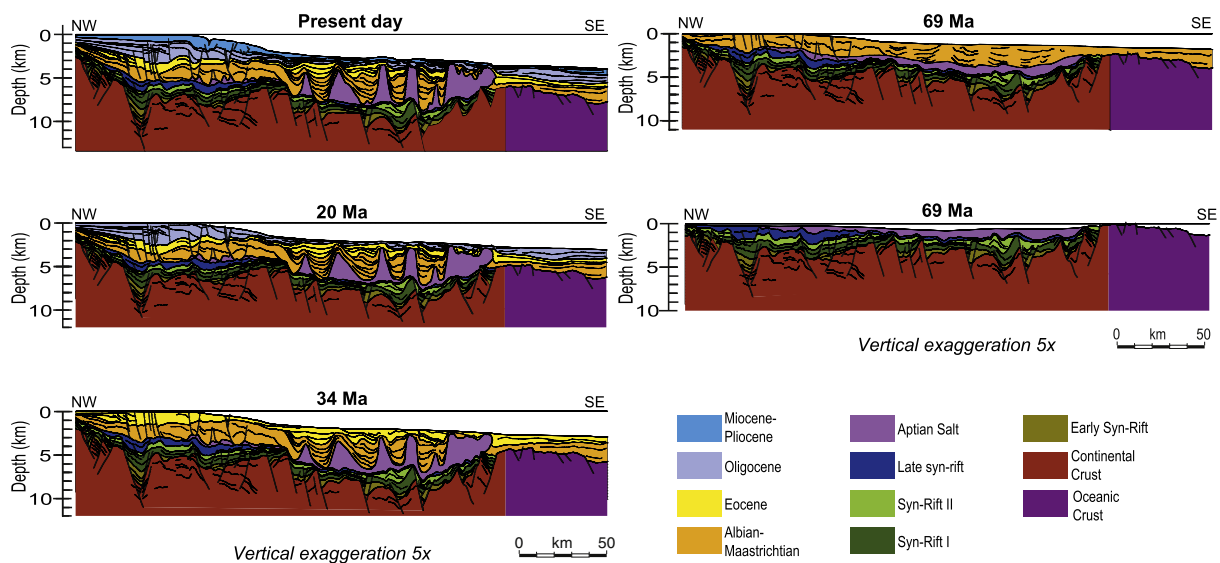 Present day
NW
Depth (km)
0
5
10
20 Ma
NW SE
Depth (km)
0
5
10
34 Ma
NW SE
Depth (km)
0
5
10
Vertical exaggeration 5x
0 km 50
69 Ma
NW SE
Depth (km)
0
5
10
69 Ma
NW SE
Depth (km)
0
5
10
Vertical exaggeration 5x
0 km 50
SE
Miocene-
Pliocene
Oligocene
Eocene
Albian-
Maastrichtian
Aptian Salt
Late syn-rift
Syn-Rift II
Syn-Rift I
Early Syn-Rift
Continental
Crust
Oceanic
Crust